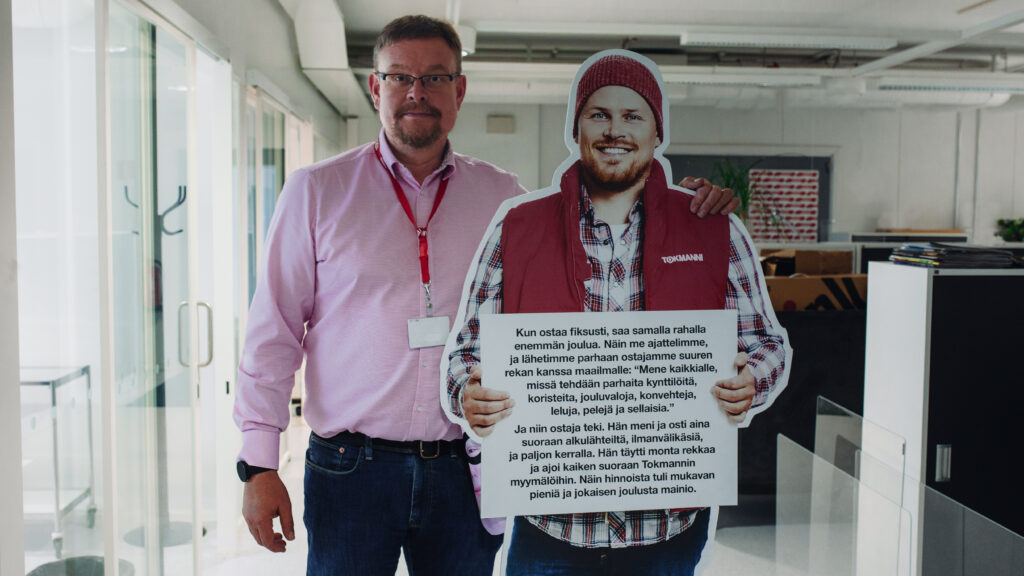 TOKMANNI
Kun ostaa fiksusti, saa samalla rahalla
enemmän joulua. Näin me ajattelimme,
ja lähetimme parhaan ostajamme suuren
rekan kanssa maailmalle: “Mene kaikkialle,
missä tehdään parhaita kynttilöitä,
koristeita, jouluvaloja, konvehteja,
leluja, pelejä ja sellaisia.”
Ja niin ostaja teki. Hän meni ja osti aina
suoraan alkulähteiltä, ilmanvälikäsiä,
ja paljon kerralla. Hän täytti monta rekkaa
ja ajoi kaiken suoraan Tokmannin
myymälöihin. Näin hinnoista tuli mukavan
pieniä ja jokaisen joulusta mainio.